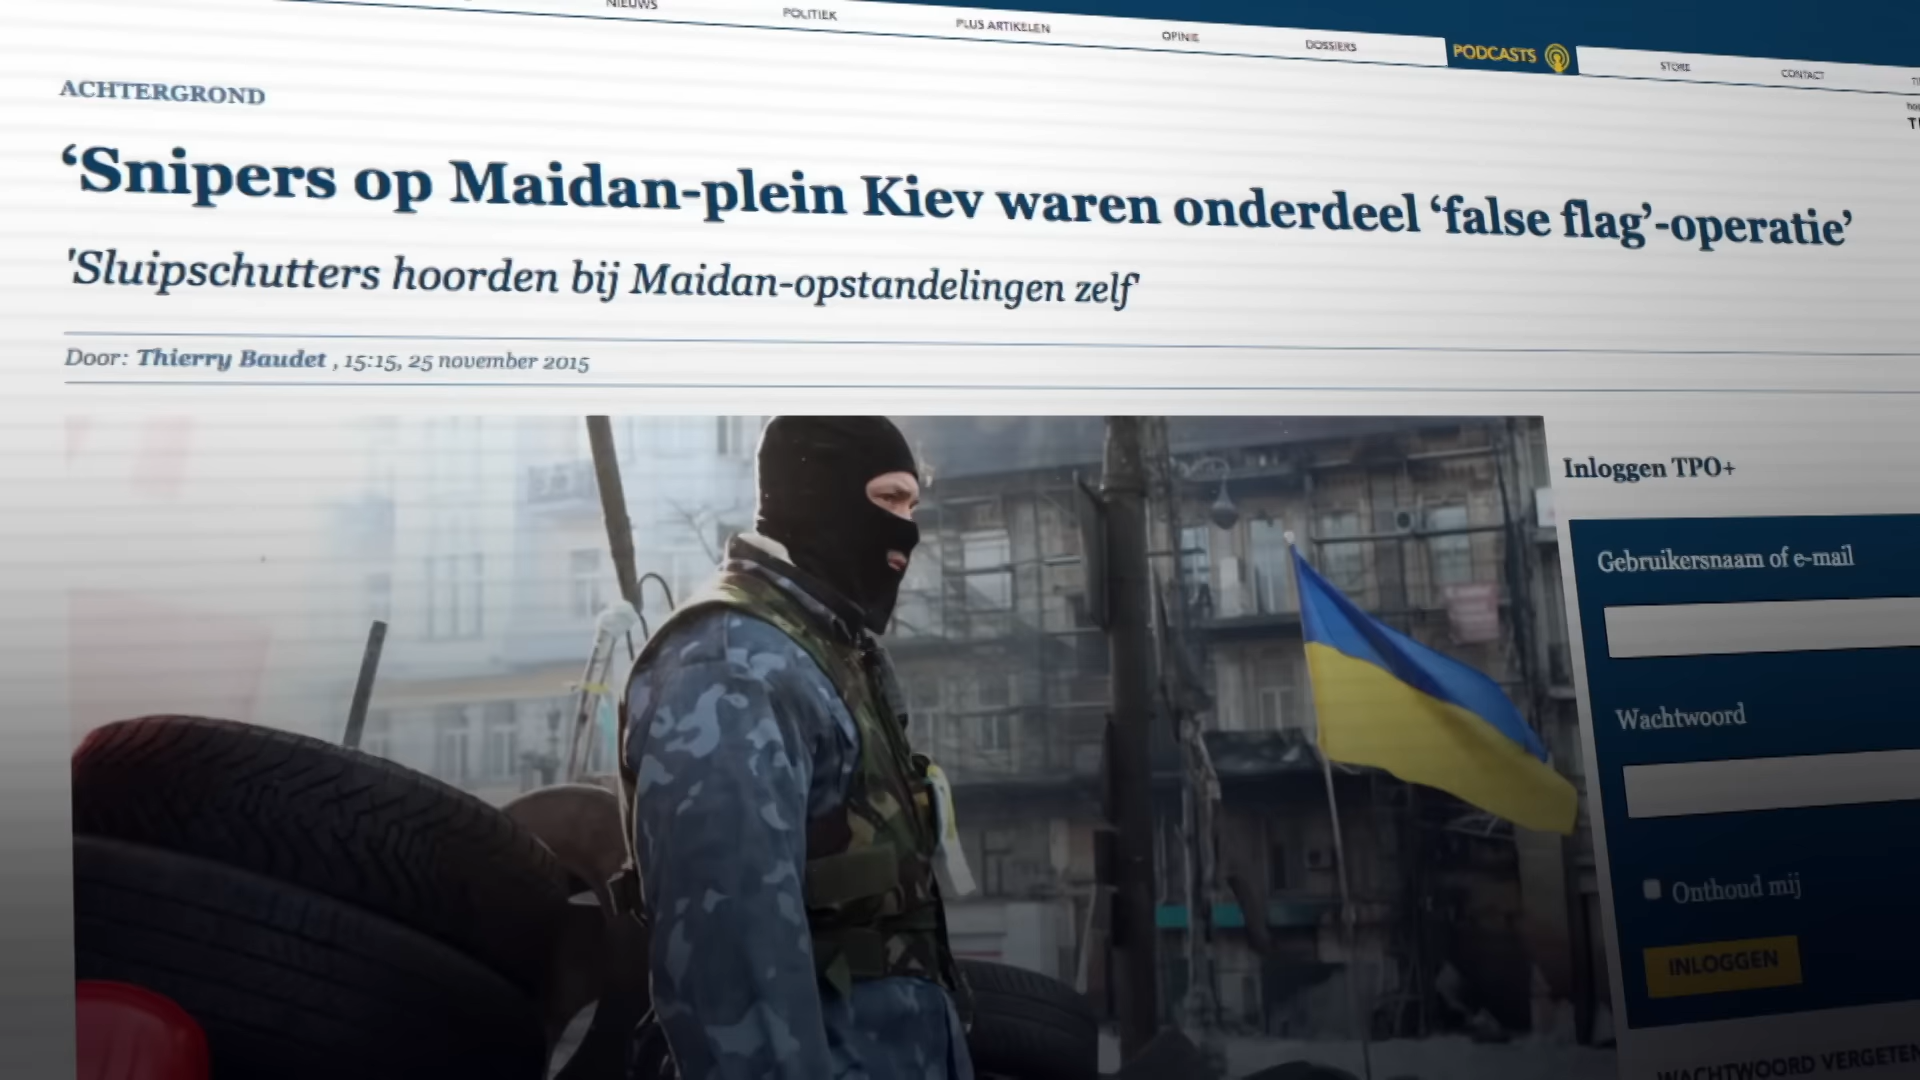 NIEUWS
POLITIEK
PLUS ARTIKELEN
OPINIE
DOSSIERS
PODCASTS
STORE
CONTACT
ACHTERGROND
‘Snipers op Maidan-plein Kiev waren onderdeel ‘false flag’-operatie’
'Sluipschutters hoorden bij Maidan-opstandelingen zelf'
Door: Thierry Baudet , 15:15, 25 november 2015
Inloggen TPO+
Gebruikersnaam of e-mail
Wachtwoord
Onthoud mij
INLOGGEN
WACHTWOORD VERGETEN